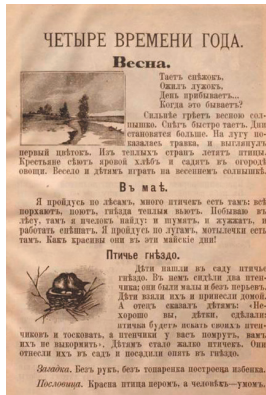 ЧЕТЫРЕ ВРЕМЕНИ ГОДА.
Весна.
Таетъ снѣжокъ,
Ожилъ лужокъ,
День прибываетъ...
Когда это бываетъ?
Сильнѣе грѣетъ весною сол-
нышко. Снѣгъ быстро таетъ. Дни
становятся больше. На лугу по-
казалась травка, и выглянулъ
первый цвѣтокъ. Изъ теплыхъ странъ летятъ птицы.
Крестьяне сѣютъ яровой хлѣбъ и садятъ въ огородѣ
овощи. Весело и дѣтямъ играть на весеннемъ солнышкѣ.
Въ маѣ.
Я пройдусь по лѣсамъ, много птичекъ есть тамъ: всѣ
порхаютъ, поютъ, гнѣзда теплыя вьютъ. Побываю въ
лѣсу, тамъ и пчелокъ найду: и шумятъ, и жужжатъ, и
работать спѣшатъ. Я пройдусь по лугамъ, мотылечки есть
тамъ. Какъ красивы они въ эти майскіе дни!
Птичье гнѣздо.
Дѣти нашли въ саду птичье
гнѣздо. Въ немъ сидѣли два птен-
чика; они были малы и безъ перьевъ.
Дѣти взяли ихъ и принесли домой.
А отецъ сказалъ дѣтямъ: «Не-
хорошо вы, дѣтки, сдѣлали:
птичка будетъ искать своихъ птен-
чиковъ и тосковать, а птенчики у васъ помрутъ, вамъ
ихъ не выкормить». Дѣтямъ стало жалко птичекъ. Они
отнесли ихъ въ садъ и посадили опять въ гнѣздо.
Загадка. Безъ рукъ, безъ топоренка построена избенка.
Пословица. Красна птица перомъ, а человѣкъ—умомъ.